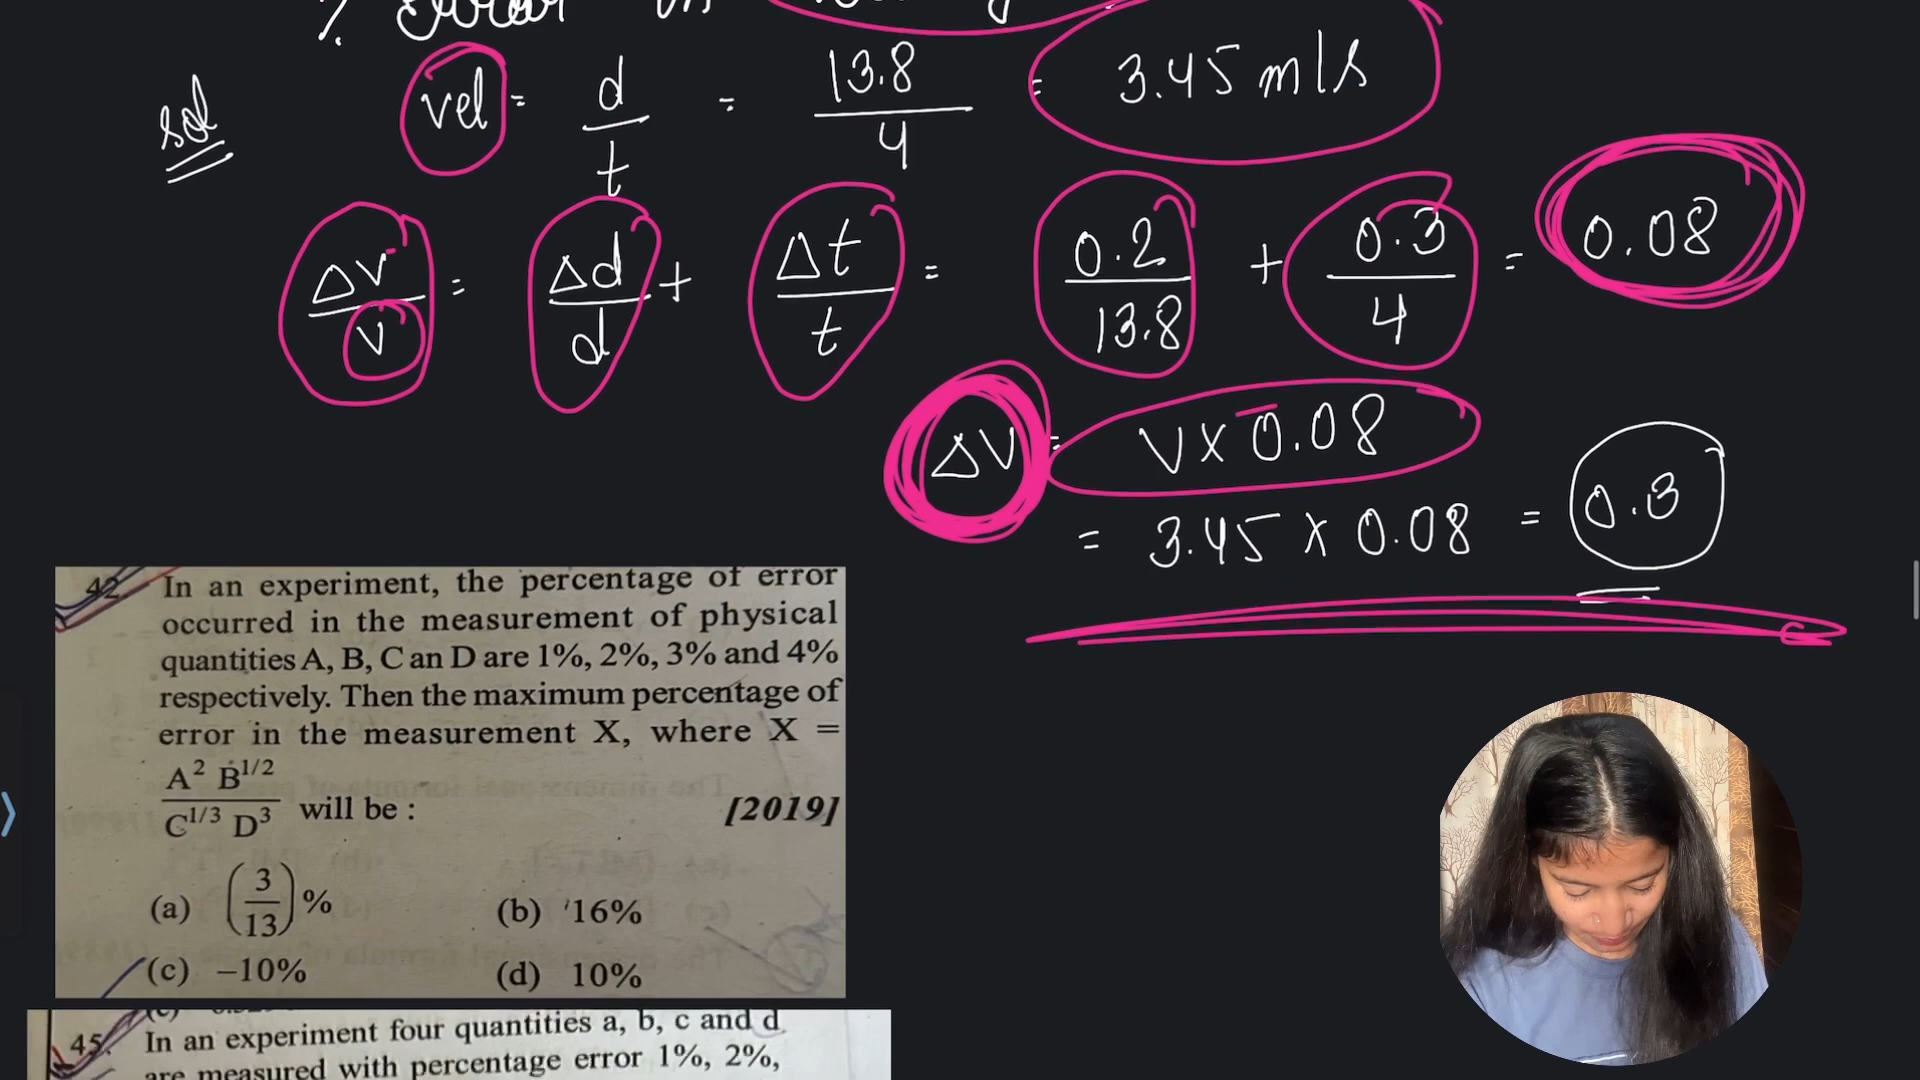 % error in
sol
vel = d/t = 13.8/4 = 3.45 m/s
Δv/v = Δd/d + Δt/t = 0.2/13.8 + 0.3/4 = 0.08
ΔV = V x 0.08
= 3.45 x 0.08 = 0.3
42. In an experiment, the percentage of error
occurred in the measurement of physical
quantities A, B, C an D are 1%, 2%, 3% and 4%
respectively. Then the maximum percentage of
error in the measurement X, where X =
A² B^1/2 / C^1/3 D³ will be : [2019]
(a) (3/13)% (b) 16%
(c) –10% (d) 10%
45. In an experiment four quantities a, b, c and d
are measured with percentage error 1%, 2%,